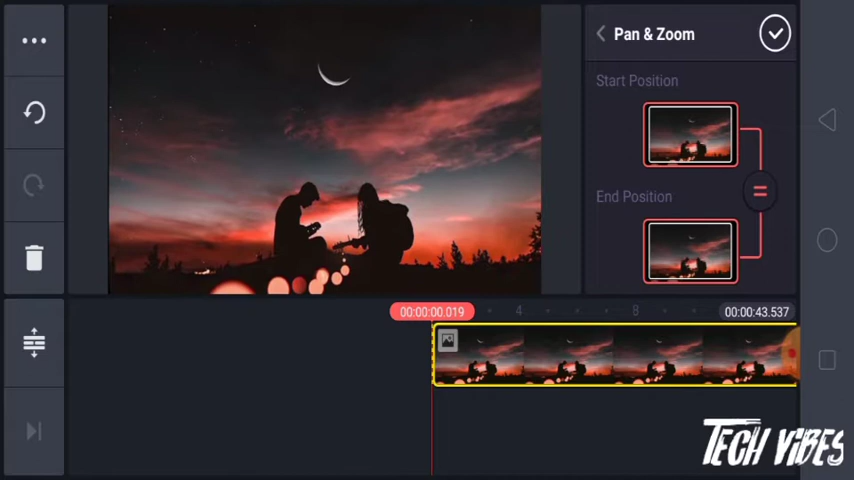 Pan & Zoom
Start Position
End Position
00:00:00.019
4
8
00:00:43.537
TECH VIBES